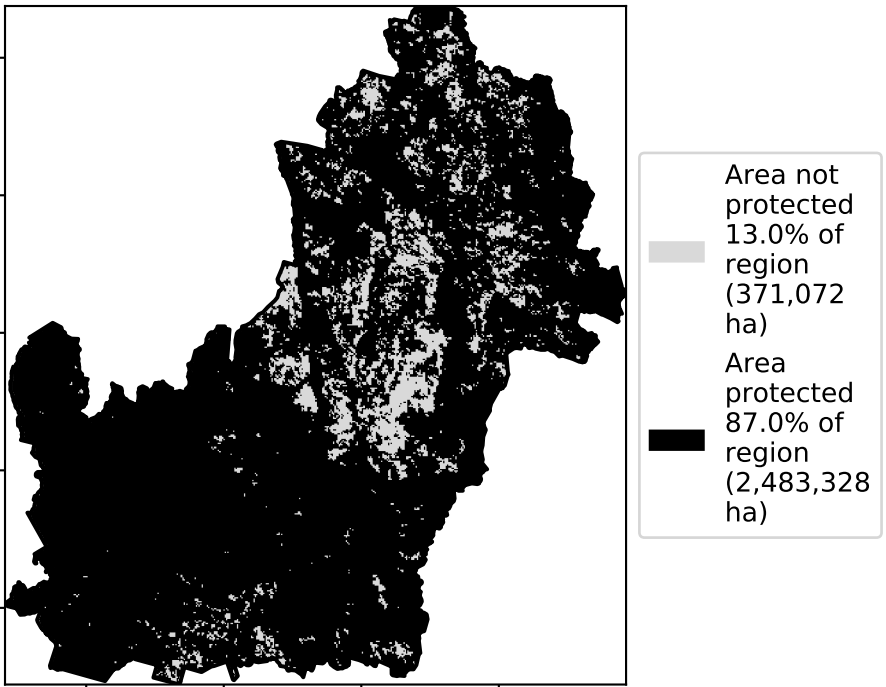 Area not
protected
13.0% of
region
(371,072
ha)
Area
protected
87.0% of
region
(2,483,328
ha)